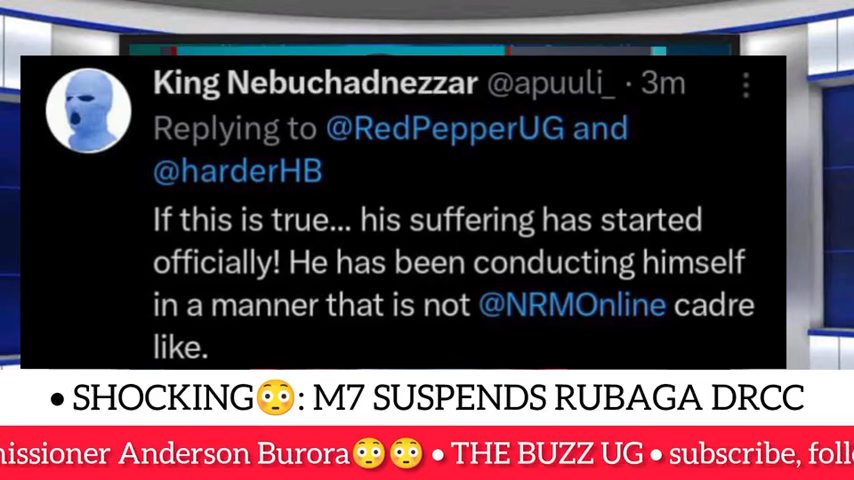 King Nebuchadnezzar @apuuli_ · 3m
Replying to @RedPepperUG and
@harderHB
If this is true... his suffering has started
officially! He has been conducting himself
in a manner that is not @NRMOnline cadre
like.
• SHOCKING😳: M7 SUSPENDS RUBAGA DRCC
nissioner Anderson Burora😳😳 • THE BUZZ UG • subscribe, follo